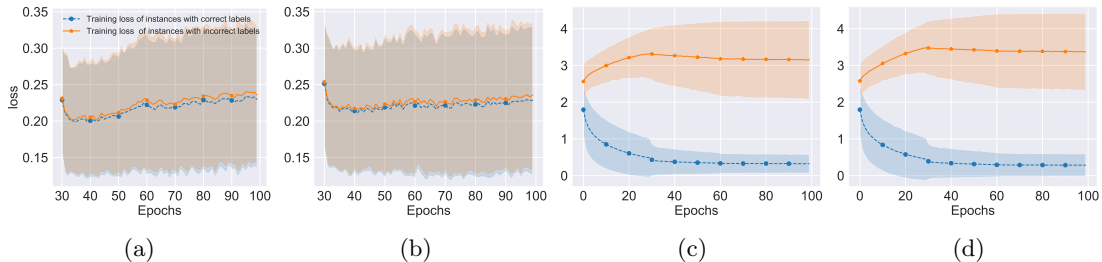 Training loss of instances with correct labels
Training loss of instances with incorrect labels
loss
0.35
0.30
0.25
0.20
0.15
30 40 50 60 70 80 90 100
Epochs
(a)
0.35
0.30
0.25
0.20
0.15
30 40 50 60 70 80 90 100
Epochs
(b)
4
3
2
1
0
0 20 40 60 80 100
Epochs
(c)
4
3
2
1
0
0 20 40 60 80 100
Epochs
(d)